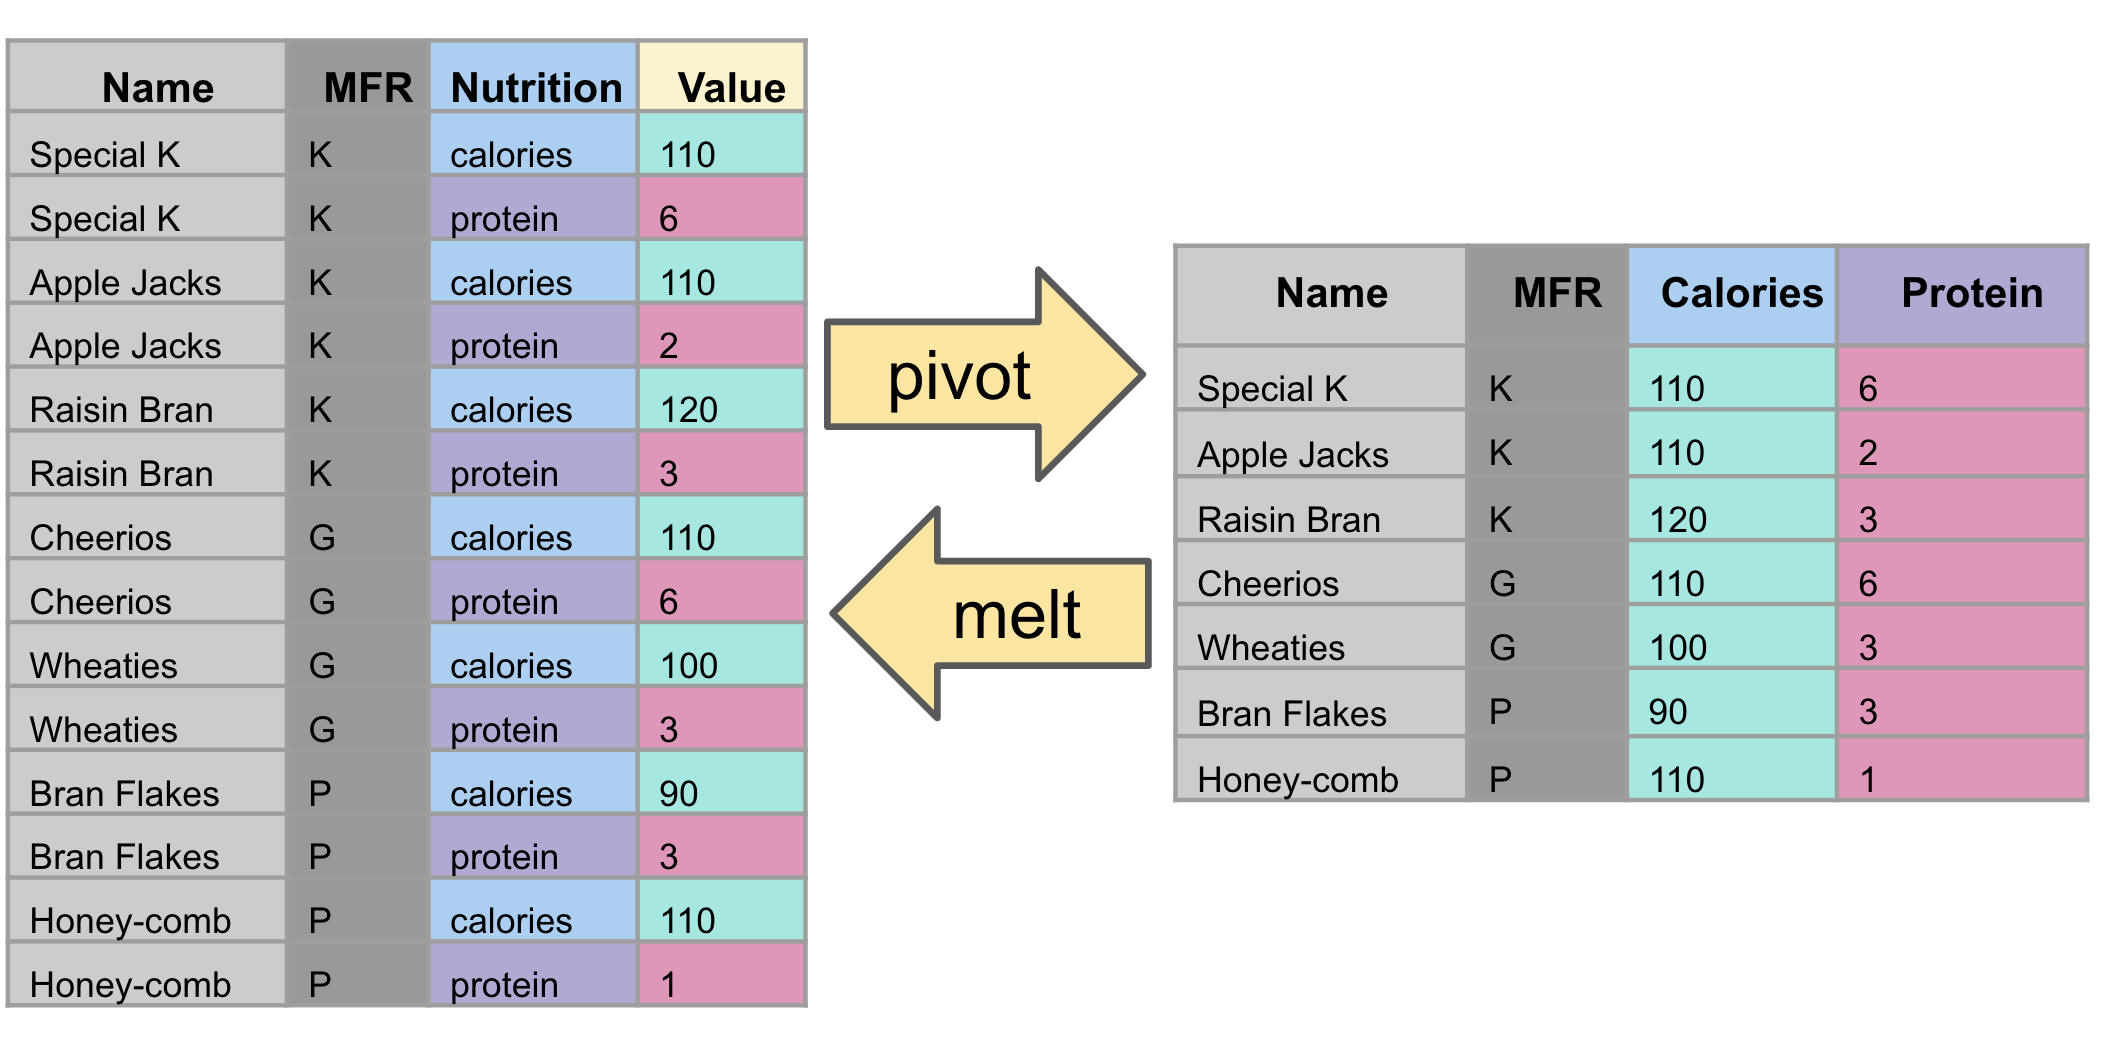 Name MFR Nutrition Value
Special K K calories 110
Special K K protein 6
Apple Jacks K calories 110
Apple Jacks K protein 2
Raisin Bran K calories 120
Raisin Bran K protein 3
Cheerios G calories 110
Cheerios G protein 6
Wheaties G calories 100
Wheaties G protein 3
Bran Flakes P calories 90
Bran Flakes P protein 3
Honey-comb P calories 110
Honey-comb P protein 1
pivot
melt
Name MFR Calories Protein
Special K K 110 6
Apple Jacks K 110 2
Raisin Bran K 120 3
Cheerios G 110 6
Wheaties G 100 3
Bran Flakes P 90 3
Honey-comb P 110 1